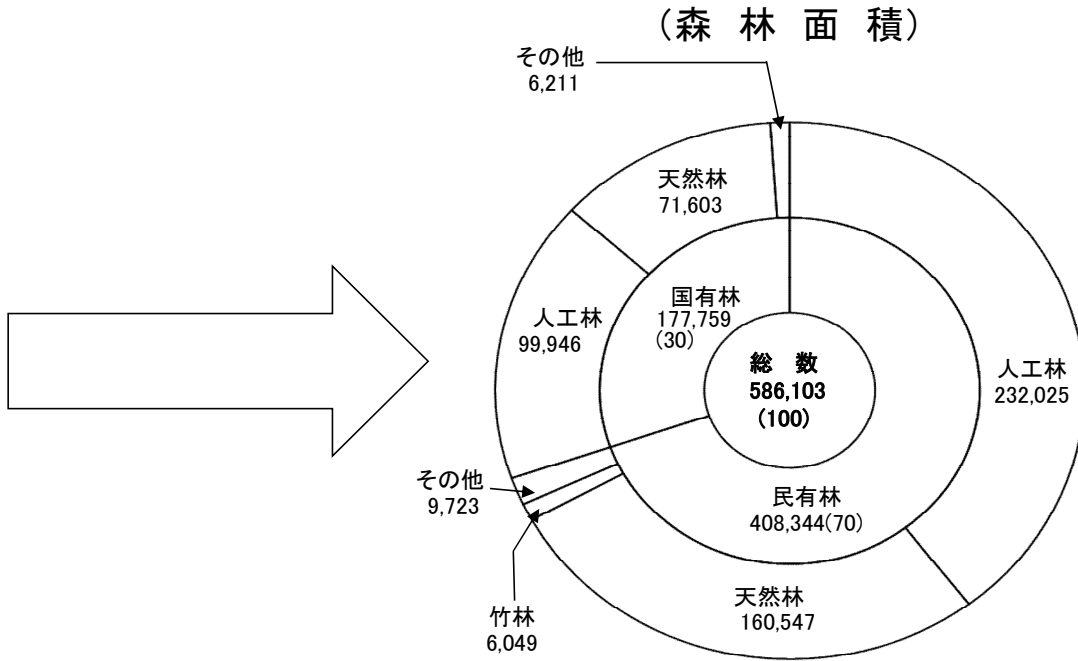 （森 林 面 積）
その他
6,211
天然林
71,603
国有林
177,759
(30)
人工林
99,946
総 数
586,103
(100)
人工林
232,025
その他
9,723
民有林
408,344(70)
天然林
160,547
竹林
6,049